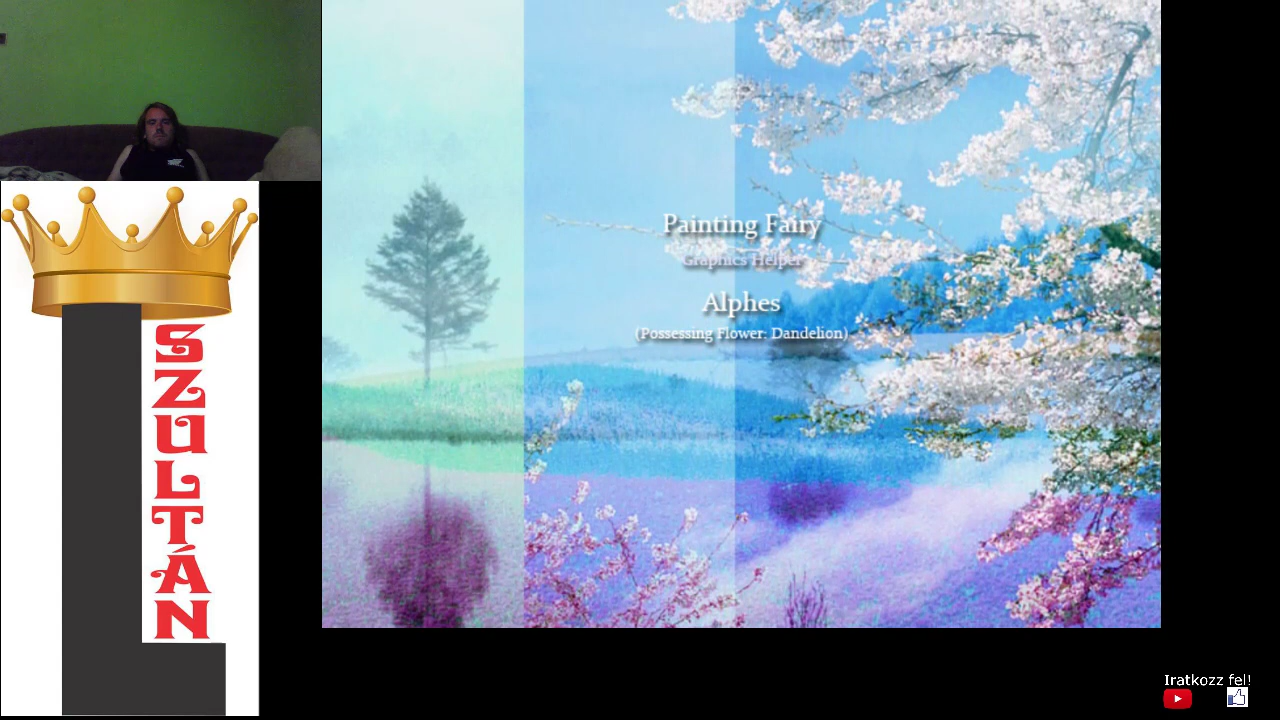 Painting Fairy
Graphics Helper
Alphes
(Possessing Flower: Dandelion)
SZULTÁN
Iratkozz fel!